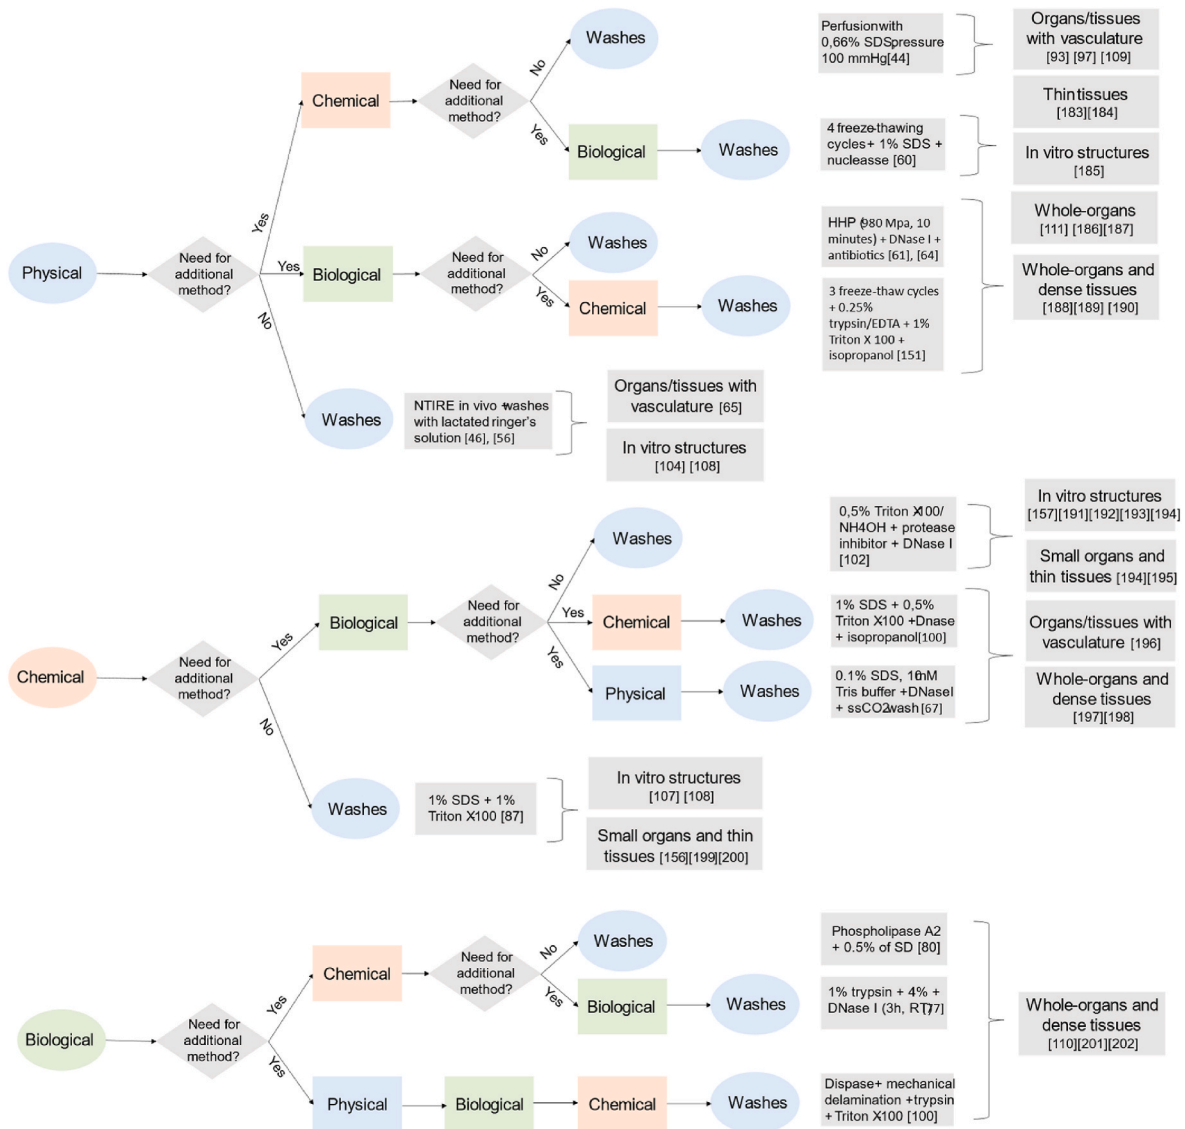 Washes
No
Chemical
Need for
additional
method?
Yes
Biological
Washes
Perfusionwith
0,66% SDSpressure
100 mmHg[44]
Organs/tissues
with vasculature
[93] [97] [109]
Thin tissues
[183][184]
4 freeze-thawing
cycles+ 1% SDS +
nucleasse [60]
In vitro structures
[185]
Yes
Physical
Need for
additional
method?
Yes
Biological
Need for
additional
method?
No
Washes
Yes
Chemical
Washes
HHP (980 Mpa, 10
minutes) + DNase I +
antibiotics [61], [64]
3 freeze-thaw cycles
+ 0.25%
trypsin/EDTA + 1%
Triton X 100 +
isopropanol [151]
Whole-organs
[111] [186][187]
Whole-organs and
dense tissues
[188][189] [190]
No
Washes
NTIRE in vivo +washes
with lactated ringer's
solution [46], [56]
Organs/tissues with
vasculature [65]
In vitro structures
[104] [108]
Chemical
Need for
additional
method?
Yes
Biological
Need for
additional
method?
No
Washes
Yes
Chemical
Washes
Yes
Physical
Washes
0,5% Triton X-100/
NH4OH + protease
inhibitor + DNase I
[102]
1% SDS + 0,5%
Triton X-100 +Dnase
+ isopropanol[100]
0.1% SDS, 10mM
Tris buffer +DNaseI
+ ssCO2wash [67]
In vitro structures
[157][191][192][193][194]
Small organs and
thin tissues [194][195]
Organs/tissues with
vasculature [196]
Whole-organs and
dense tissues
[197][198]
No
Washes
1% SDS + 1%
Triton X-100 [87]
In vitro structures
[107] [108]
Small organs and thin
tissues [156][199][200]
Biological
Need for
additional
method?
Yes
Chemical
Need for
additional
method?
No
Washes
Yes
Biological
Washes
Yes
Physical
Biological
Chemical
Washes
Phospholipase A2
+ 0.5% of SD [80]
1% trypsin + 4% +
DNase I (3h, RT)
Dispase+ mechanical
delamination +trypsin
+ Triton X-100 [100]
Whole-organs and
dense tissues
[110][201][202]